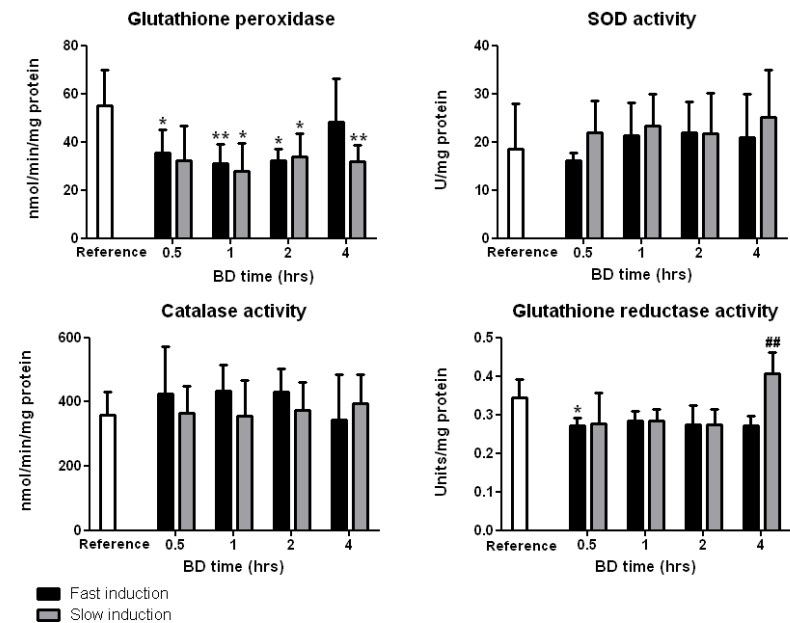 Glutathione peroxidase
nmol/min/mg protein
80
60
40
20
0
* ** * * * **
Reference 0.5 1 2 4
BD time (hrs)
SOD activity
U/mg protein
40
30
20
10
0
Reference 0.5 1 2 4
BD time (hrs)
Catalase activity
nmol/min/mg protein
600
400
200
0
Reference 0.5 1 2 4
BD time (hrs)
Glutathione reductase activity
Units/mg protein
0.5
0.4
0.3
0.2
0.1
0.0
* ##
Reference 0.5 1 2 4
BD time (hrs)
Fast induction
Slow induction